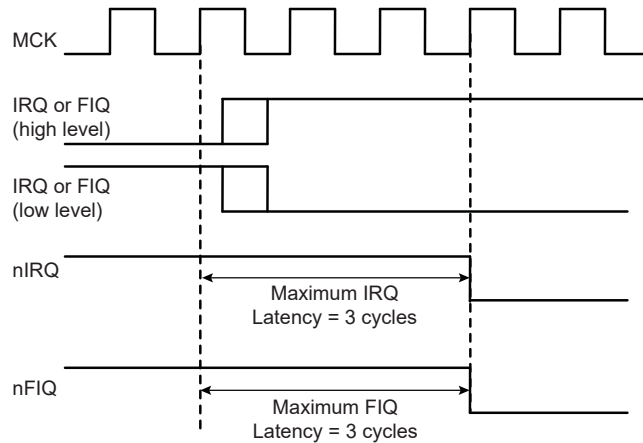 MCK
IRQ or FIQ
(high level)
IRQ or FIQ
(low level)
nIRQ
Maximum IRQ
Latency = 3 cycles
nFIQ
Maximum FIQ
Latency = 3 cycles